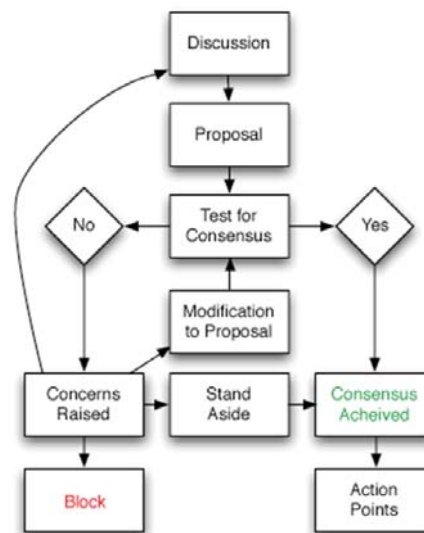 Discussion
Proposal
No
Test for
Consensus
Yes
Modification
to Proposal
Concerns
Raised
Stand
Aside
Consensus
Acheived
Block
Action
Points